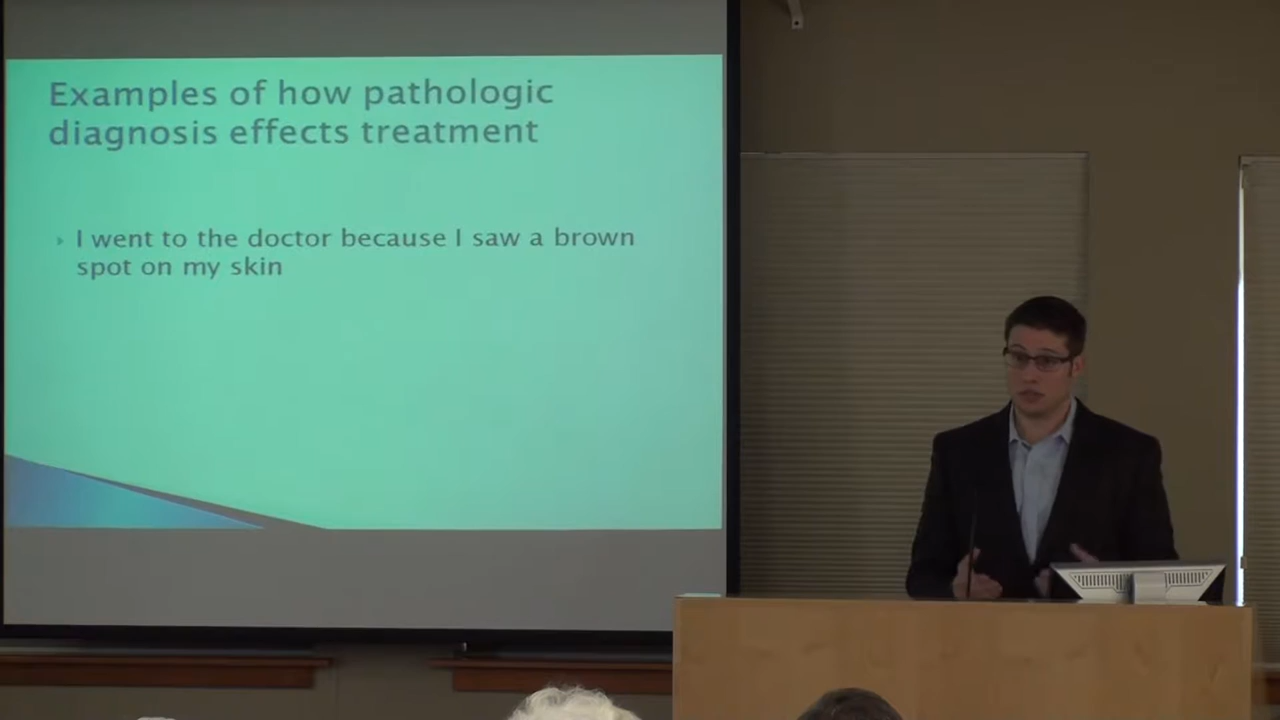 Examples of how pathologic
diagnosis effects treatment
I went to the doctor because I saw a brown
spot on my skin